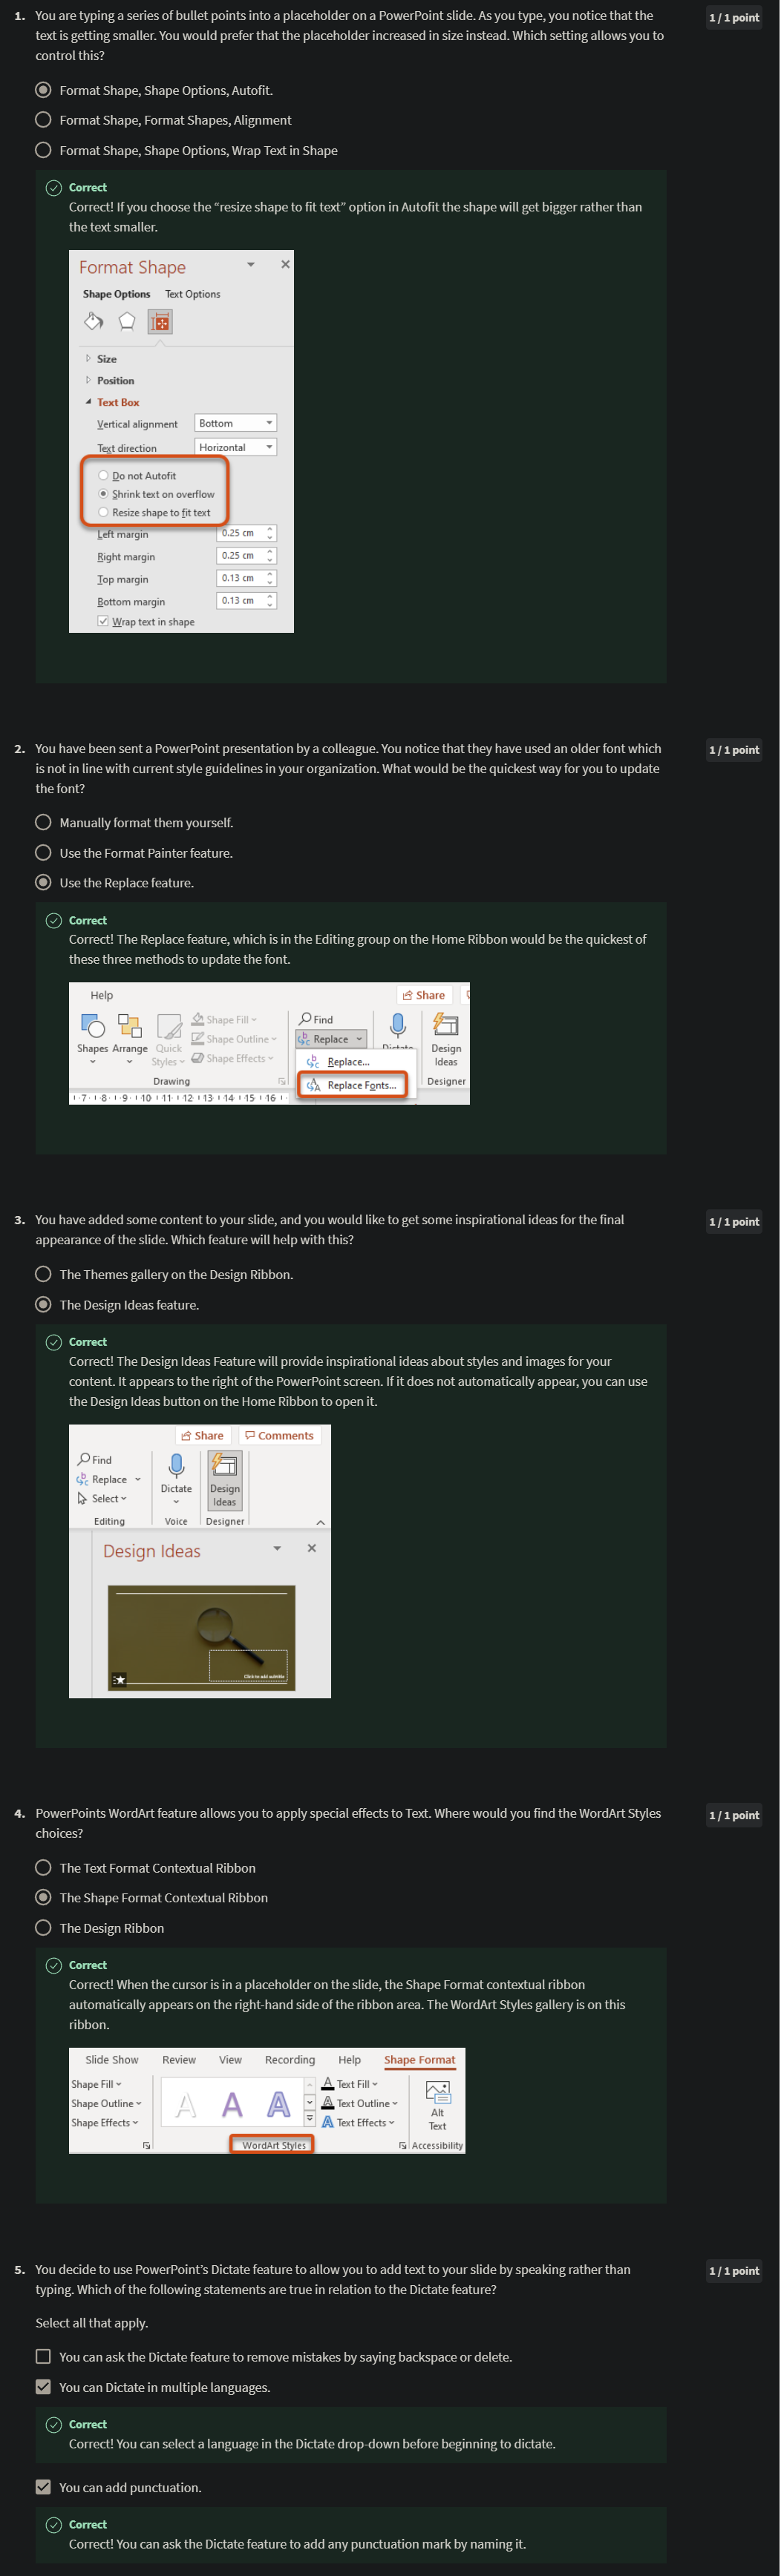 1. You are typing a series of bullet points into a placeholder on a PowerPoint slide. As you type, you notice that the
text is getting smaller. You would prefer that the placeholder increased in size instead. Which setting allows you to
control this?
1 / 1 point
Format Shape, Shape Options, Autofit.
Format Shape, Format Shapes, Alignment
Format Shape, Shape Options, Wrap Text in Shape
Correct
Correct! If you choose the “resize shape to fit text” option in Autofit the shape will get bigger rather than
the text smaller.
Format Shape
Shape Options Text Options
Size
Position
Text Box
Vertical alignment Bottom
Text direction Horizontal
Do not Autofit
Shrink text on overflow
Resize shape to fit text
Left margin 0.25 cm
Right margin 0.25 cm
Top margin 0.13 cm
Bottom margin 0.13 cm
Wrap text in shape
2. You have been sent a PowerPoint presentation by a colleague. You notice that they have used an older font which
is not in line with current style guidelines in your organization. What would be the quickest way for you to update
the font?
1 / 1 point
Manually format them yourself.
Use the Format Painter feature.
Use the Replace feature.
Correct
Correct! The Replace feature, which is in the Editing group on the Home Ribbon would be the quickest of
these three methods to update the font.
Help Share
Shape Fill Find
Shape Outline Replace
Shapes Arrange Quick Styles Shape Effects Dictate Design Ideas
Replace...
Drawing Replace Fonts... Designer
7 8 9 10 11 12 13 14 15 16
3. You have added some content to your slide, and you would like to get some inspirational ideas for the final
appearance of the slide. Which feature will help with this?
1 / 1 point
The Themes gallery on the Design Ribbon.
The Design Ideas feature.
Correct
Correct! The Design Ideas Feature will provide inspirational ideas about styles and images for your
content. It appears to the right of the PowerPoint screen. If it does not automatically appear, you can use
the Design Ideas button on the Home Ribbon to open it.
Share Comments
Find
Replace
Select
Dictate
Design
Ideas
Editing Voice Designer
Design Ideas
Click to add subtitle
4. PowerPoints WordArt feature allows you to apply special effects to Text. Where would you find the WordArt Styles
choices?
1 / 1 point
The Text Format Contextual Ribbon
The Shape Format Contextual Ribbon
The Design Ribbon
Correct
Correct! When the cursor is in a placeholder on the slide, the Shape Format contextual ribbon
automatically appears on the right-hand side of the ribbon area. The WordArt Styles gallery is on this
ribbon.
Slide Show Review View Recording Help Shape Format
Shape Fill A A A Text Fill
Shape Outline Text Outline Alt
Shape Effects Text Effects Text
WordArt Styles Accessibility
5. You decide to use PowerPoint’s Dictate feature to allow you to add text to your slide by speaking rather than
typing. Which of the following statements are true in relation to the Dictate feature?
1 / 1 point
Select all that apply.
You can ask the Dictate feature to remove mistakes by saying backspace or delete.
You can Dictate in multiple languages.
Correct
Correct! You can select a language in the Dictate drop-down before beginning to dictate.
You can add punctuation.
Correct
Correct! You can ask the Dictate feature to add any punctuation mark by naming it.